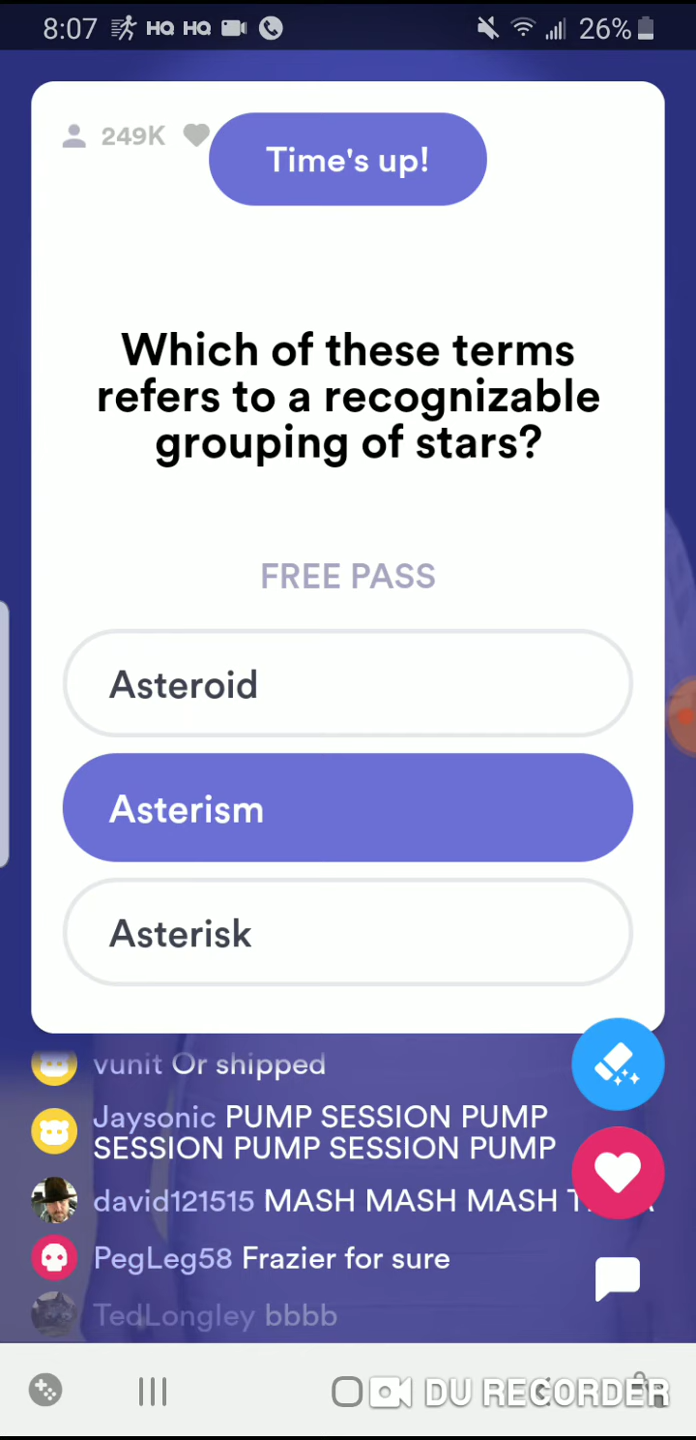 8:07 HQ HQ 26%
249K
Time's up!
Which of these terms
refers to a recognizable
grouping of stars?
FREE PASS
Asteroid
Asterism
Asterisk
vunit Or shipped
Jaysonic PUMP SESSION PUMP
SESSION PUMP SESSION PUMP
david121515 MASH MASH MASH
PegLeg58 Frazier for sure
TedLongley bbbb
DU RECORDER